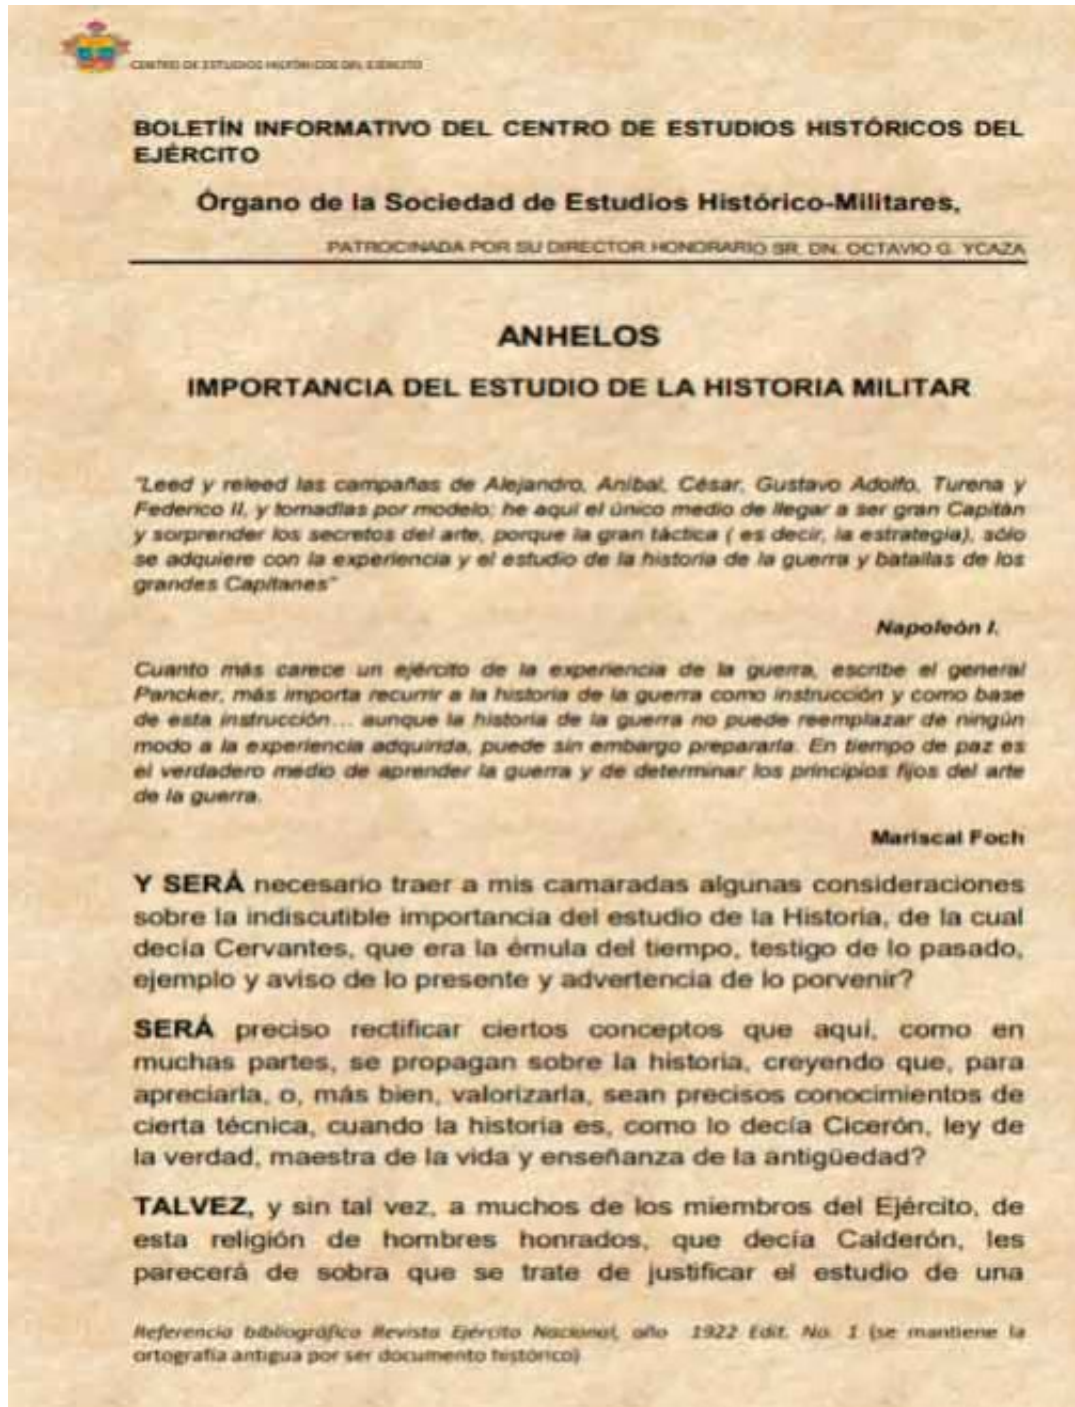 CENTRO DE ESTUDIOS HISTÓRICOS DEL EJERCITO
BOLETÍN INFORMATIVO DEL CENTRO DE ESTUDIOS HISTÓRICOS DEL
EJÉRCITO
Órgano de la Sociedad de Estudios Histórico-Militares,
PATROCINADA POR SU DIRECTOR HONORARIO SR. DN. OCTAVIO G. YCAZA
ANHELOS
IMPORTANCIA DEL ESTUDIO DE LA HISTORIA MILITAR
"Leed y releed las campañas de Alejandro, Aníbal, César, Gustavo Adolfo, Turena y
Federico II, y tomadlas por modelo; he aquí el único medio de llegar a ser gran Capitán
y sorprender los secretos del arte, porque la gran táctica ( es decir, la estrategia), sólo
se adquiere con la experiencia y el estudio de la historia de la guerra y batallas de los
grandes Capitanes"
Napoleón I.
Cuanto más carece un ejército de la experiencia de la guerra, escribe el general
Pancker, más importa recurrir a la historia de la guerra como instrucción y como base
de esta instrucción... aunque la historia de la guerra no puede reemplazar de ningún
modo a la experiencia adquirida, puede sin embargo prepararla. En tiempo de paz es
el verdadero medio de aprender la guerra y de determinar los principios fijos del arte
de la guerra.
Mariscal Foch
Y SERÁ necesario traer a mis camaradas algunas consideraciones
sobre la indiscutible importancia del estudio de la Historia, de la cual
decía Cervantes, que era la émula del tiempo, testigo de lo pasado,
ejemplo y aviso de lo presente y advertencia de lo porvenir?
SERÁ preciso rectificar ciertos conceptos que aquí, como en
muchas partes, se propagan sobre la historia, creyendo que, para
apreciarla, o, más bien, valorizarla, sean precisos conocimientos de
cierta técnica, cuando la historia es, como lo decía Cicerón, ley de
la verdad, maestra de la vida y enseñanza de la antigüedad?
TALVEZ, y sin tal vez, a muchos de los miembros del Ejército, de
esta religión de hombres honrados, que decía Calderón, les
parecerá de sobra que se trate de justificar el estudio de una
Referencia bibliográfica Revista Ejército Nacional, año 1922 Edit. No. 1 (se mantiene la
ortografía antigua por ser documento histórico)